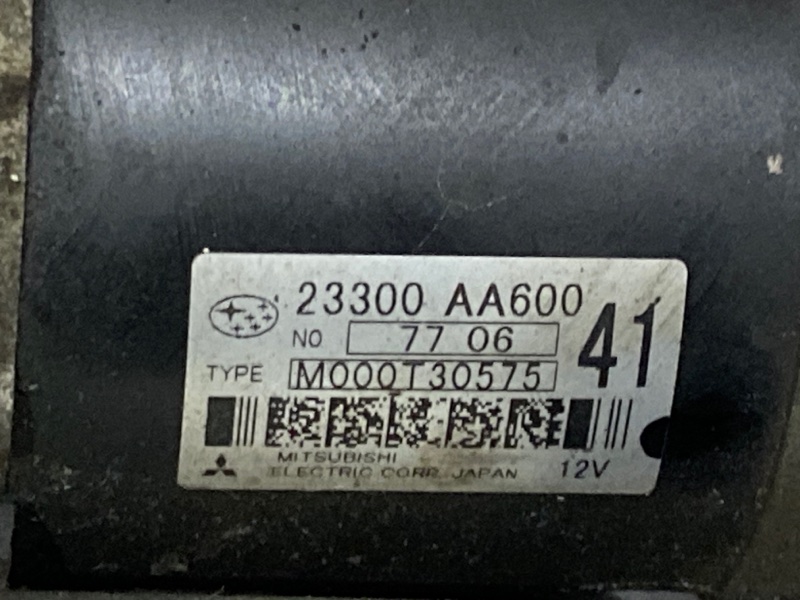 23300 AA600
41
NO 77 06
TYPE M000T30575
MITSUBISHI
ELECTRIC CORP. JAPAN 12V